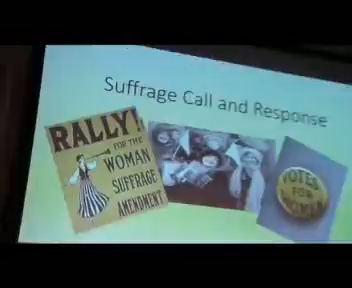 Suffrage Call and Response
RALLY!
FOR THE
WOMAN
SUFFRAGE
AMENDMENT
VOTES
FOR
WOMEN